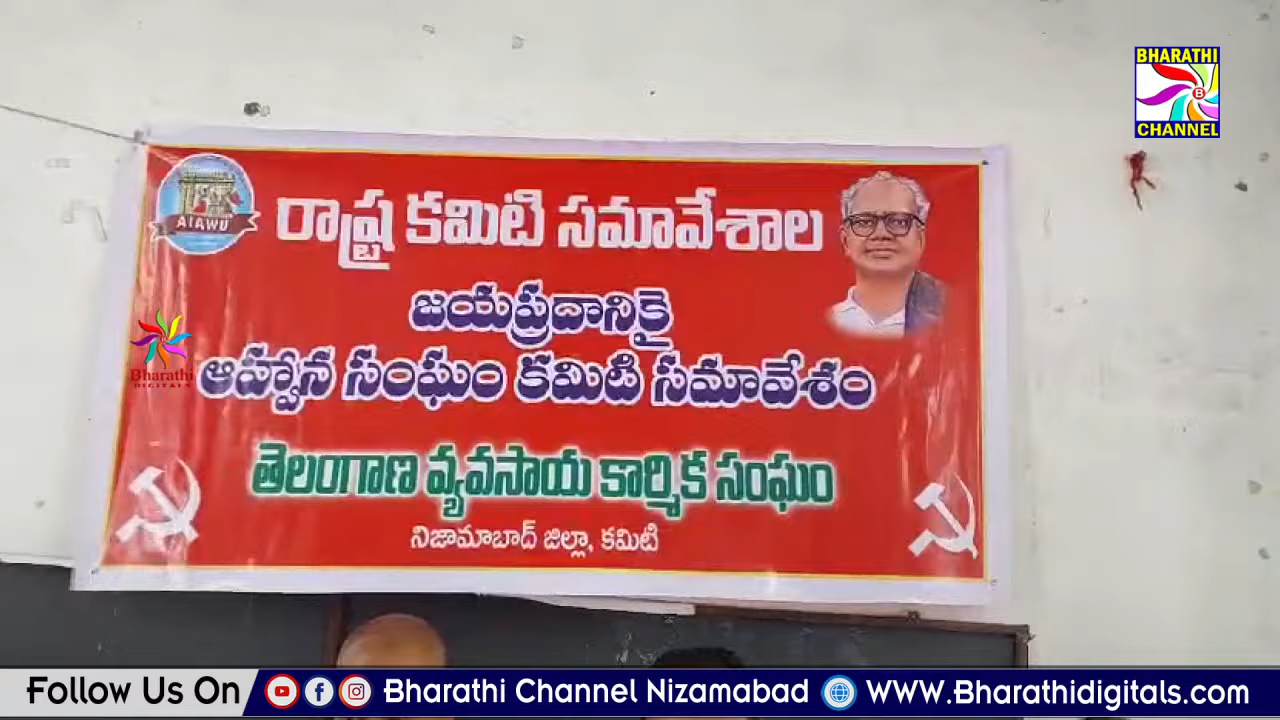 BHARATHI
B
CHANNEL
AIAWU
రాష్ట్ర కమిటి సమావేశాల
జయప్రదానికై
ఆహ్వాన సంఘం కమిటి సమావేశం
Bharathi
DIGITALS
తెలంగాణ వ్యవసాయ కార్మిక సంఘం
నిజామాబాద్ జిల్లా, కమిటి
Follow Us On Bharathi Channel Nizamabad WWW.Bharathidigitals.com